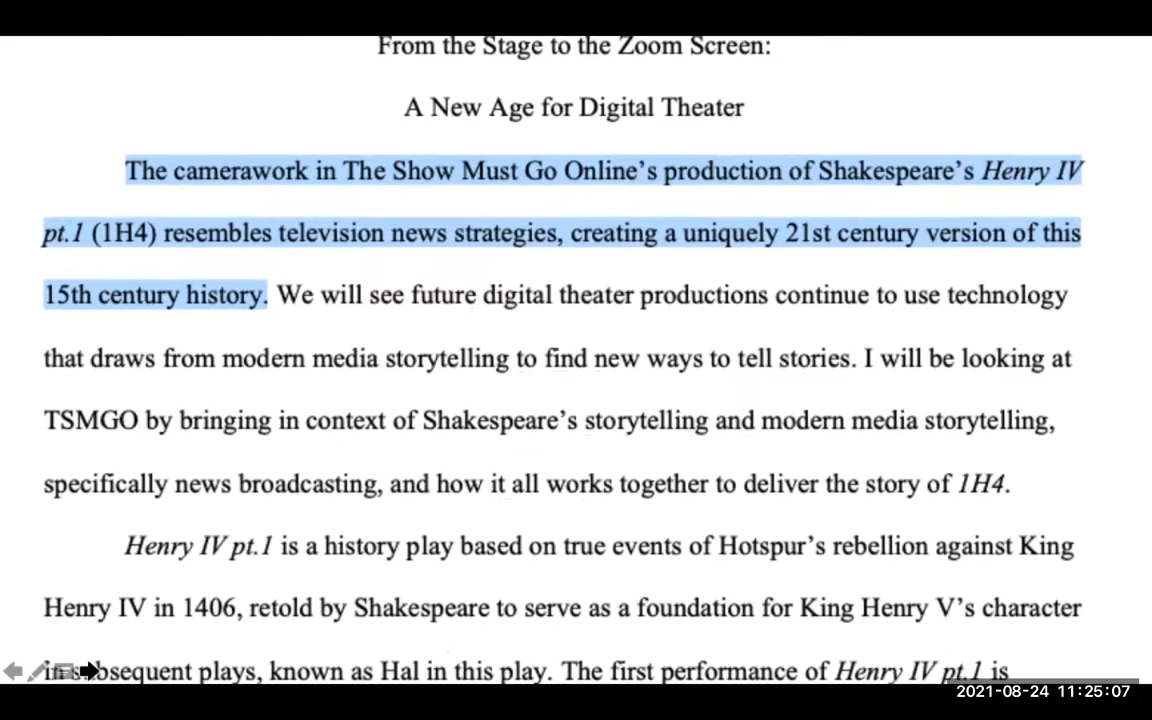 From the Stage to the Zoom Screen:
A New Age for Digital Theater
The camerawork in The Show Must Go Online’s production of Shakespeare’s Henry IV
pt.1 (1H4) resembles television news strategies, creating a uniquely 21st century version of this
15th century history. We will see future digital theater productions continue to use technology
that draws from modern media storytelling to find new ways to tell stories. I will be looking at
TSMGO by bringing in context of Shakespeare’s storytelling and modern media storytelling,
specifically news broadcasting, and how it all works together to deliver the story of 1H4.
Henry IV pt.1 is a history play based on true events of Hotspur’s rebellion against King
Henry IV in 1406, retold by Shakespeare to serve as a foundation for King Henry V’s character
in subsequent plays, known as Hal in this play. The first performance of Henry IV pt.1 is
2021-08-24 11:25:07